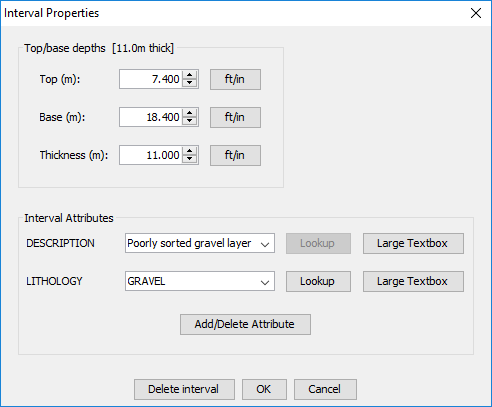 Interval Properties
Top/base depths [11.0m thick]
Top (m): 7.400 ft/in
Base (m): 18.400 ft/in
Thickness (m): 11.000 ft/in
Interval Attributes
DESCRIPTION Poorly sorted gravel layer Lookup Large Textbox
LITHOLOGY GRAVEL Lookup Large Textbox
Add/Delete Attribute
Delete interval OK Cancel